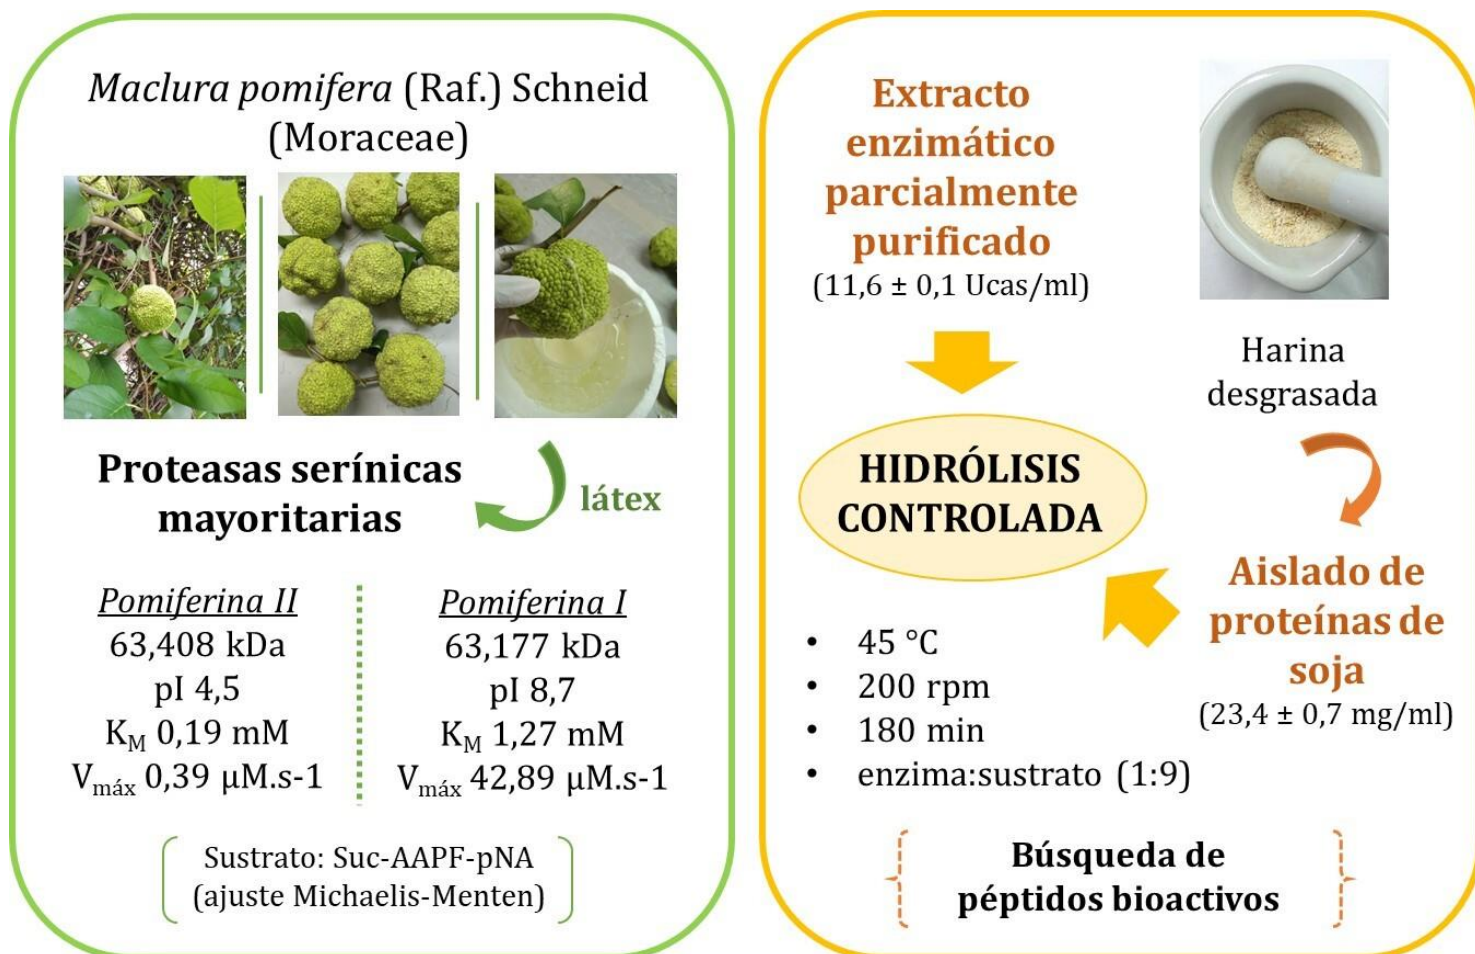 Maclura pomifera (Raf.) Schneid
(Moraceae)
Proteasas serínicas
mayoritarias
látex
Pomiferina II
63,408 kDa
pI 4,5
KM 0,19 mM
Vmáx 0,39 µM.s-1
Pomiferina I
63,177 kDa
pI 8,7
KM 1,27 mM
Vmáx 42,89 µM.s-1
Sustrato: Suc-AAPF-pNA
(ajuste Michaelis-Menten)
Extracto
enzimático
parcialmente
purificado
(11,6 ± 0,1 Ucas/ml)
Harina
desgrasada
HIDRÓLISIS
CONTROLADA
Aislado de
proteínas de
soja
(23,4 ± 0,7 mg/ml)
• 45 °C
• 200 rpm
• 180 min
• enzima:sustrato (1:9)
Búsqueda de
péptidos bioactivos